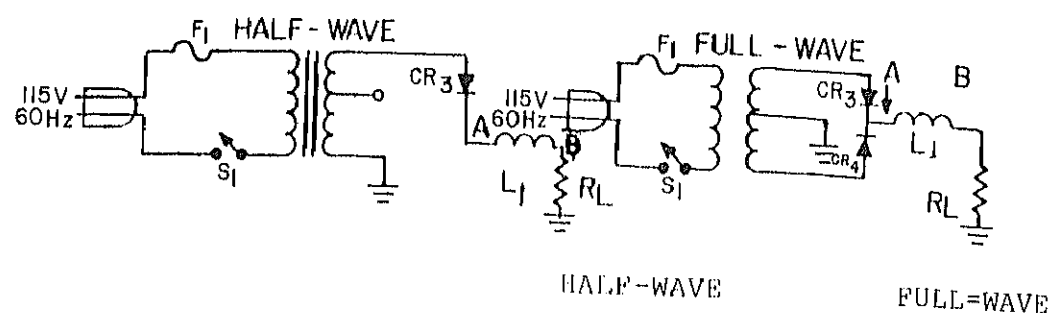 HALF-WAVE
F1
115V
60Hz
S1
CR3
A
L1
B
RL
FULL-WAVE
F1
115V
60Hz
S1
CR3
A
B
CR4
L1
RL
HALF-WAVE
FULL=WAVE